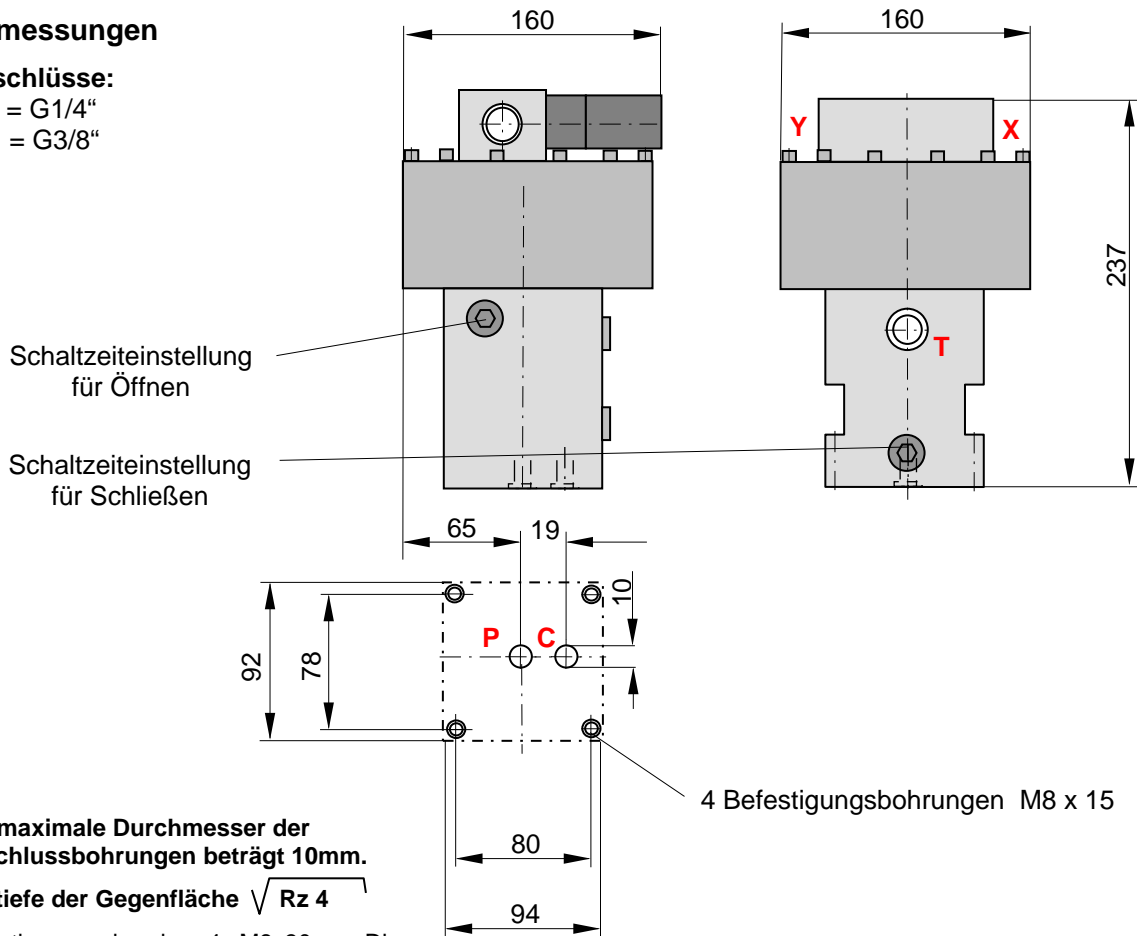 messungen
160
160
schlüsse:
= G1/4“
= G3/8“
Y
X
237
T
Schaltzeiteinstellung
für Öffnen
Schaltzeiteinstellung
für Schließen
65
19
10
P
C
92
78
4 Befestigungsbohrungen M8 x 15
maximale Durchmesser der
chlussbohrungen beträgt 10mm.
80
tiefe der Gegenfläche √ Rz 4
94